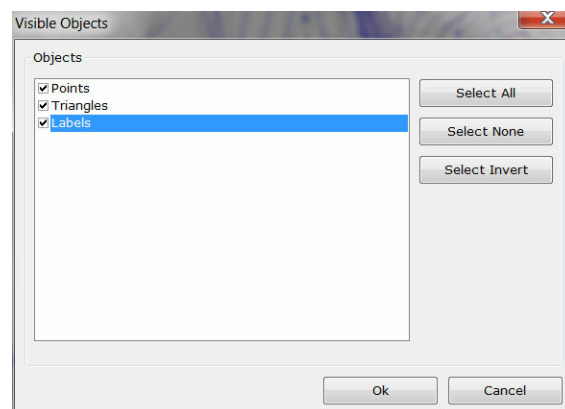 Visible Objects
Objects
Points
Triangles
Labels
Select All
Select None
Select Invert
Ok
Cancel